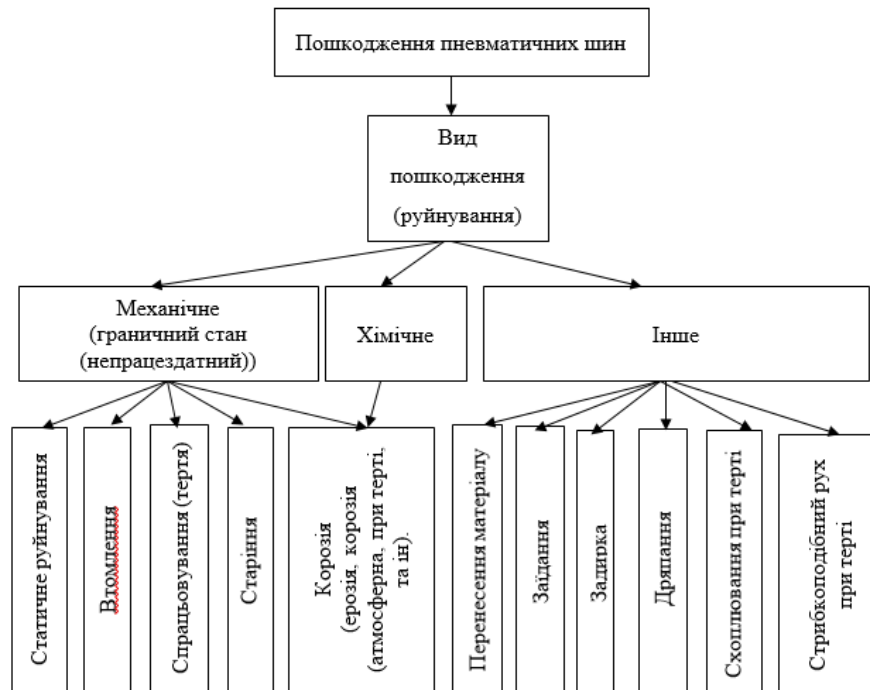 Пошкодження пневматичних шин
Вид
пошкодження
(руйнування)
Механічне
(граничний стан
(непрацездатний))
Хімічне
Інше
Статичне руйнування
Втомлення
Спрацьовування (тертя)
Старіння
Корозія
(ерозія, корозія
(атмосферна, при терті,
та ін).
Перенесення матеріалу
Заїдання
Задирка
Дряпання
Схоплювання при терті
Стрибкоподібний рух
при терті